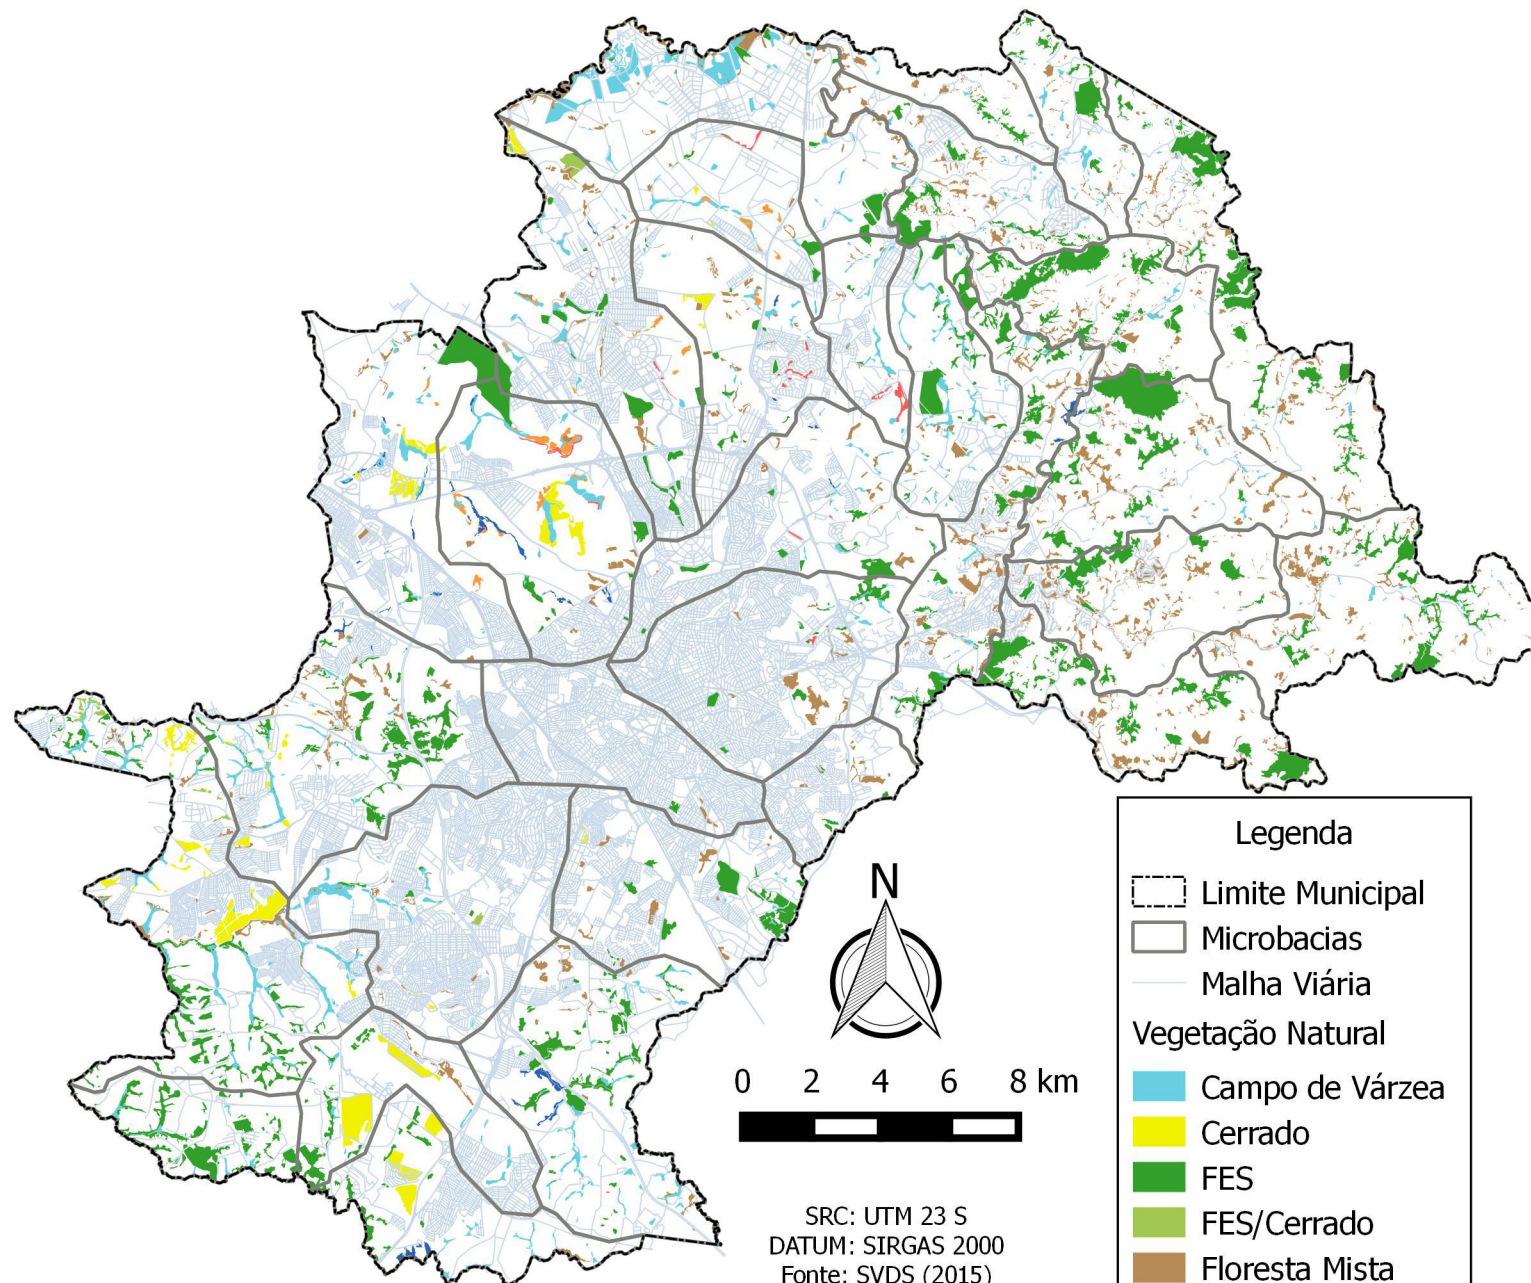 N
0 2 4 6 8 km
SRC: UTM 23 S
DATUM: SIRGAS 2000
Fonte: SVDS (2015)
Legenda
Limite Municipal
Microbacias
Malha Viária
Vegetação Natural
Campo de Várzea
Cerrado
FES
FES/Cerrado
Floresta Mista